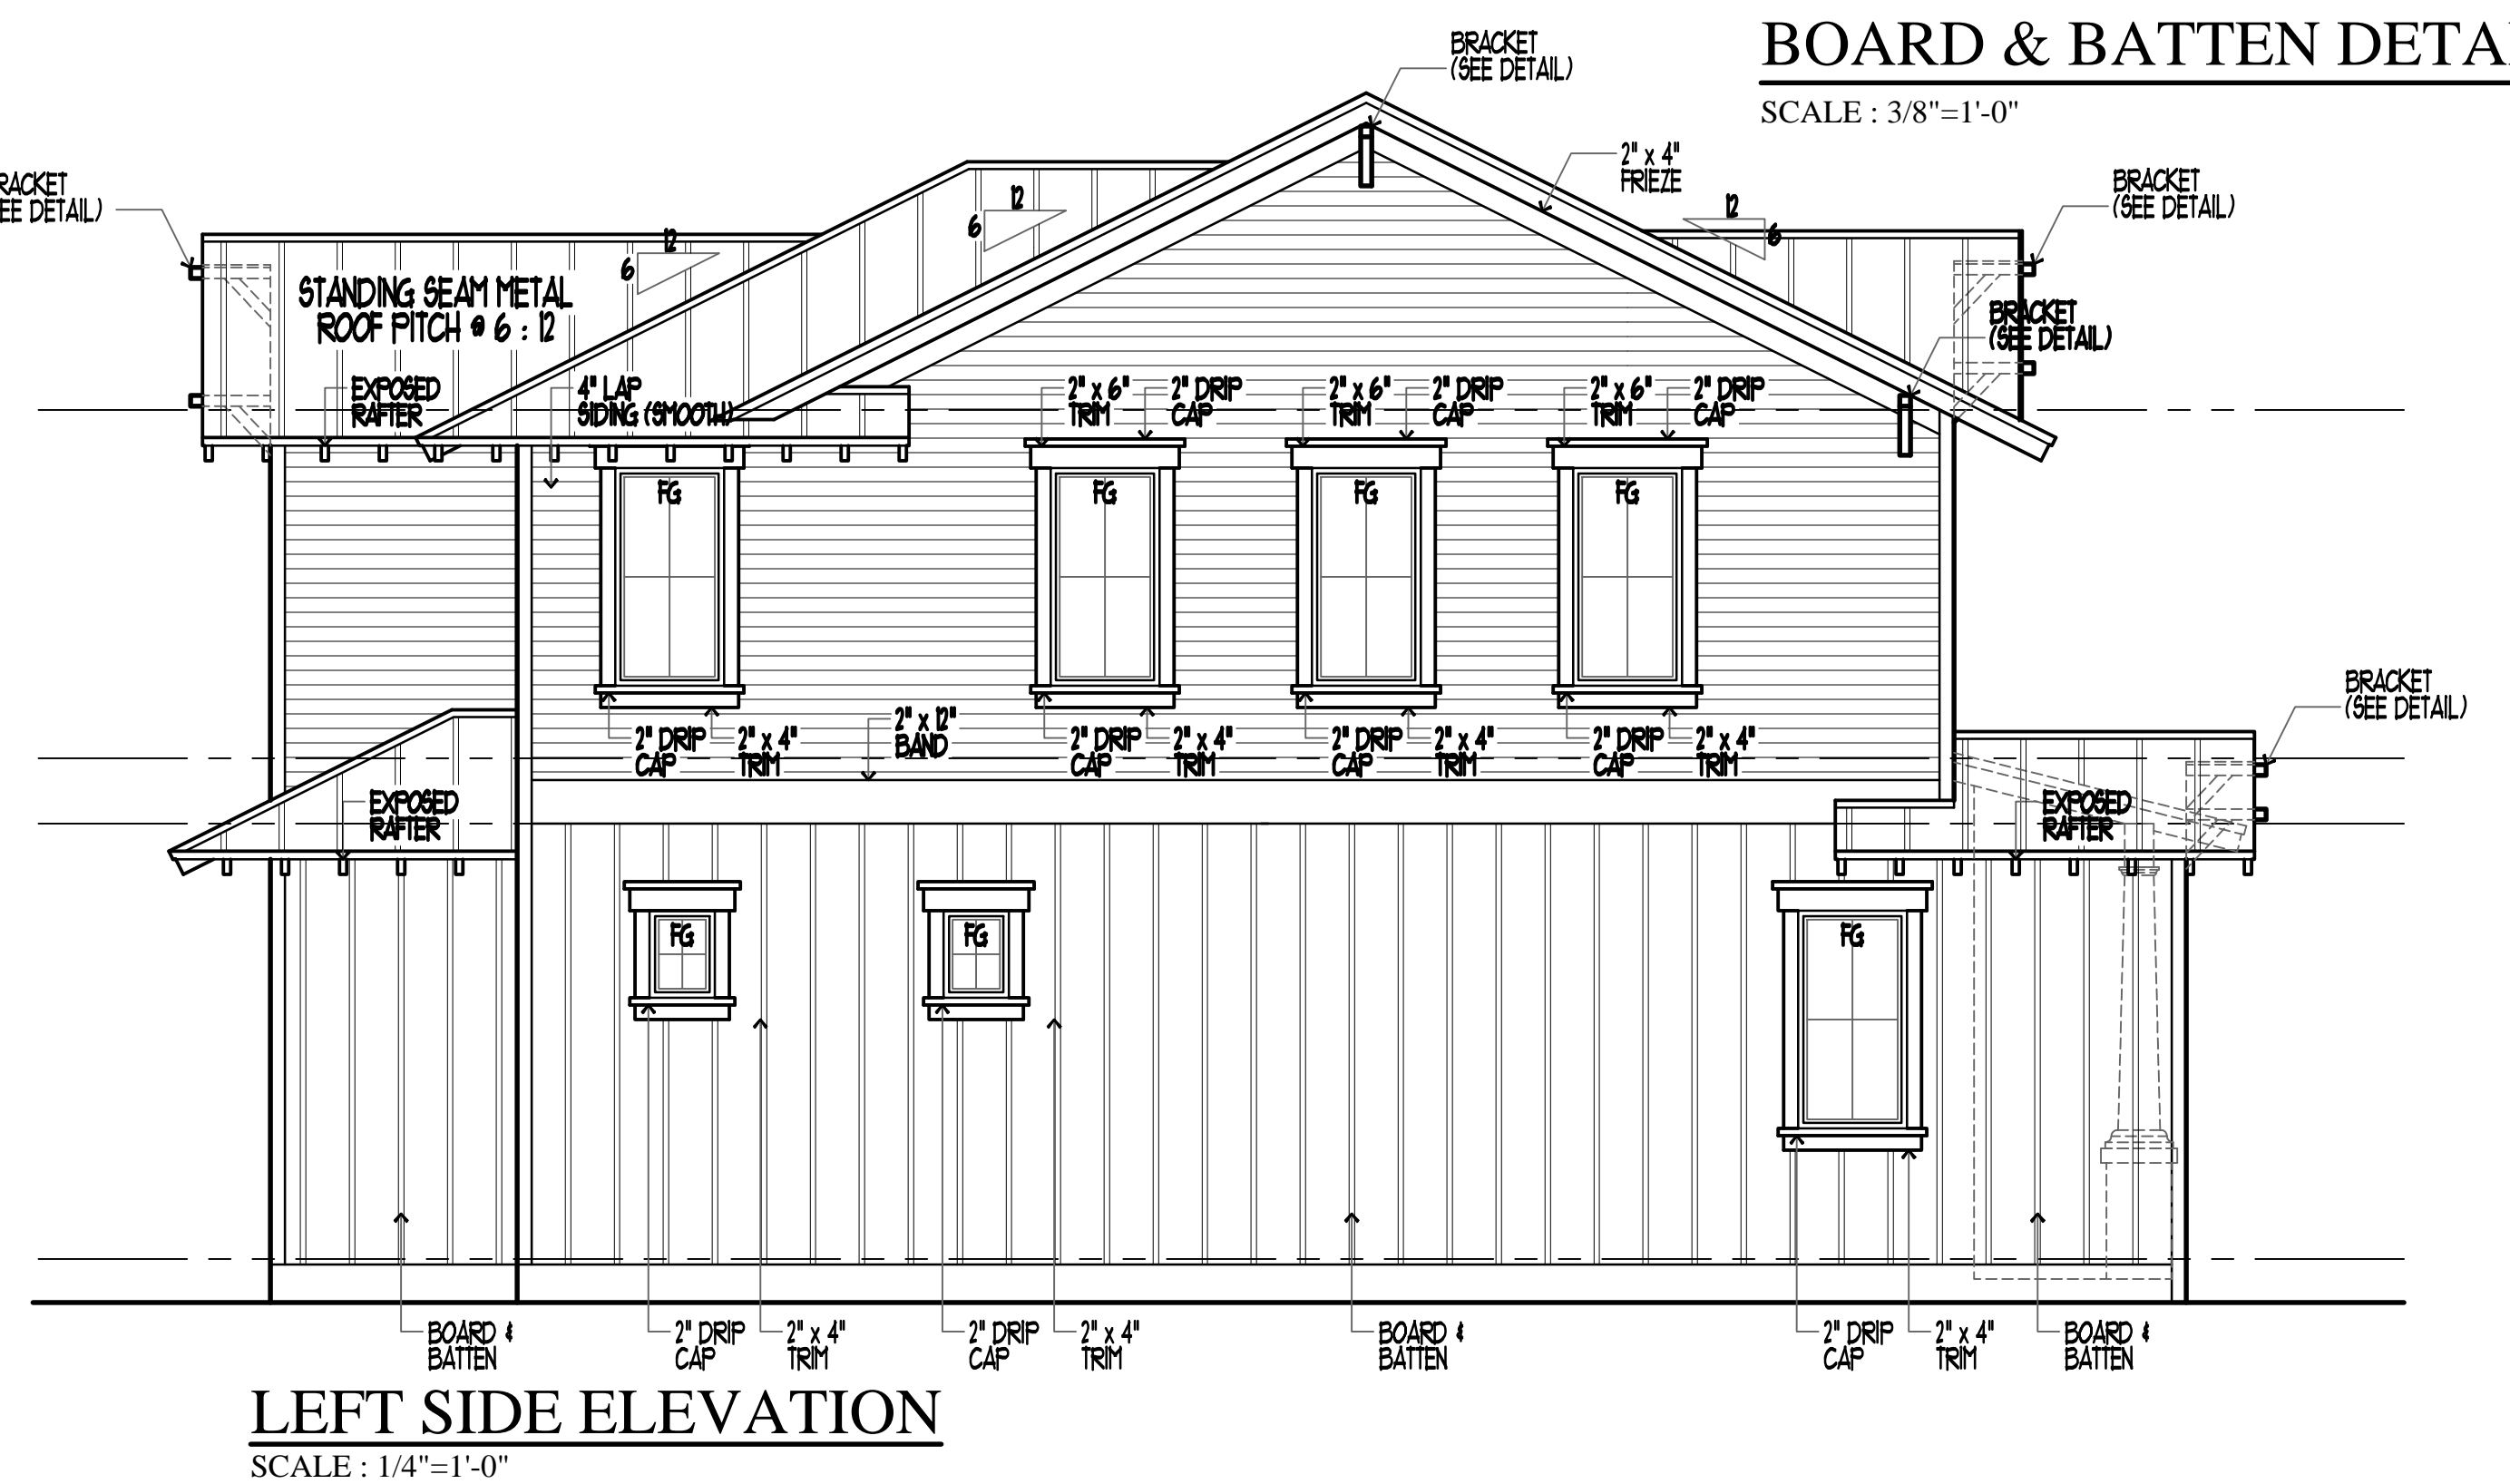 BRACKET
(SEE DETAIL)
BOARD & BATTEN DETA
SCALE : 3/8"=1'-0"
2" x 4"
FRIEZE
RACKET
EE DETAIL)
BRACKET
(SEE DETAIL)
12
6
12
6
12
6
STANDING SEAM METAL
ROOF PITCH @ 6 : 12
BRACKET
(SEE DETAIL)
EXPOSED
RAFTER
4" LAP
SIDING (SMOOTH)
2" x 6"
TRIM
2" DRIP
CAP
2" x 6"
TRIM
2" DRIP
CAP
2" x 6"
TRIM
2" DRIP
CAP
FG
FG
FG
FG
2" DRIP
CAP
2" x 4"
TRIM
2" x 12"
BAND
2" DRIP
CAP
2" x 4"
TRIM
2" DRIP
CAP
2" x 4"
TRIM
2" DRIP
CAP
2" x 4"
TRIM
BRACKET
(SEE DETAIL)
EXPOSED
RAFTER
EXPOSED
RAFTER
FG
FG
FG
BOARD &
BATTEN
2" DRIP
CAP
2" x 4"
TRIM
2" DRIP
CAP
2" x 4"
TRIM
BOARD &
BATTEN
2" DRIP
CAP
2" x 4"
TRIM
BOARD &
BATTEN
LEFT SIDE ELEVATION
SCALE : 1/4"=1'-0"